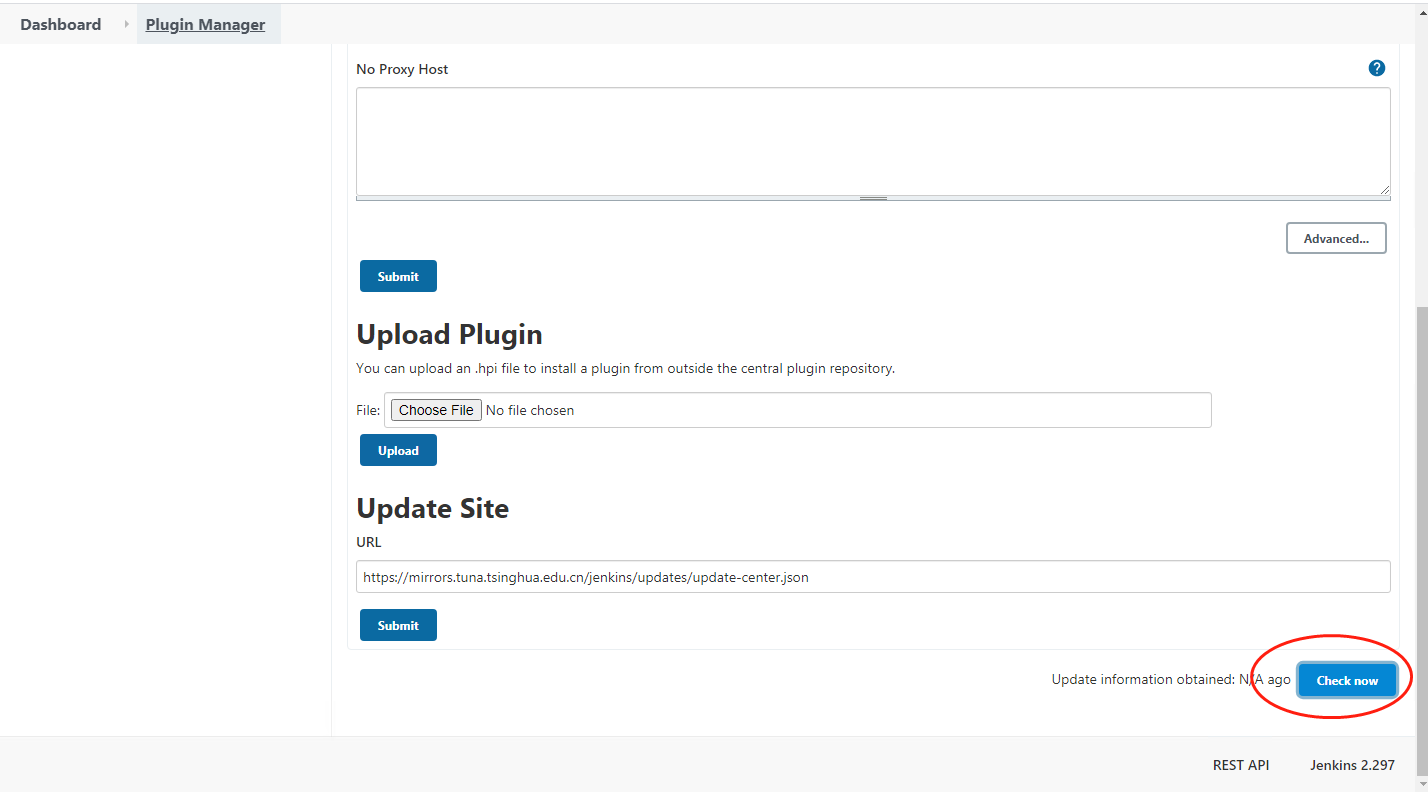 Dashboard Plugin Manager
No Proxy Host
?
Advanced...
Submit
Upload Plugin
You can upload an .hpi file to install a plugin from outside the central plugin repository.
File: Choose File No file chosen
Upload
Update Site
URL
https://mirrors.tuna.tsinghua.edu.cn/jenkins/updates/update-center.json
Submit
Update information obtained: N/A ago Check now
REST API Jenkins 2.297